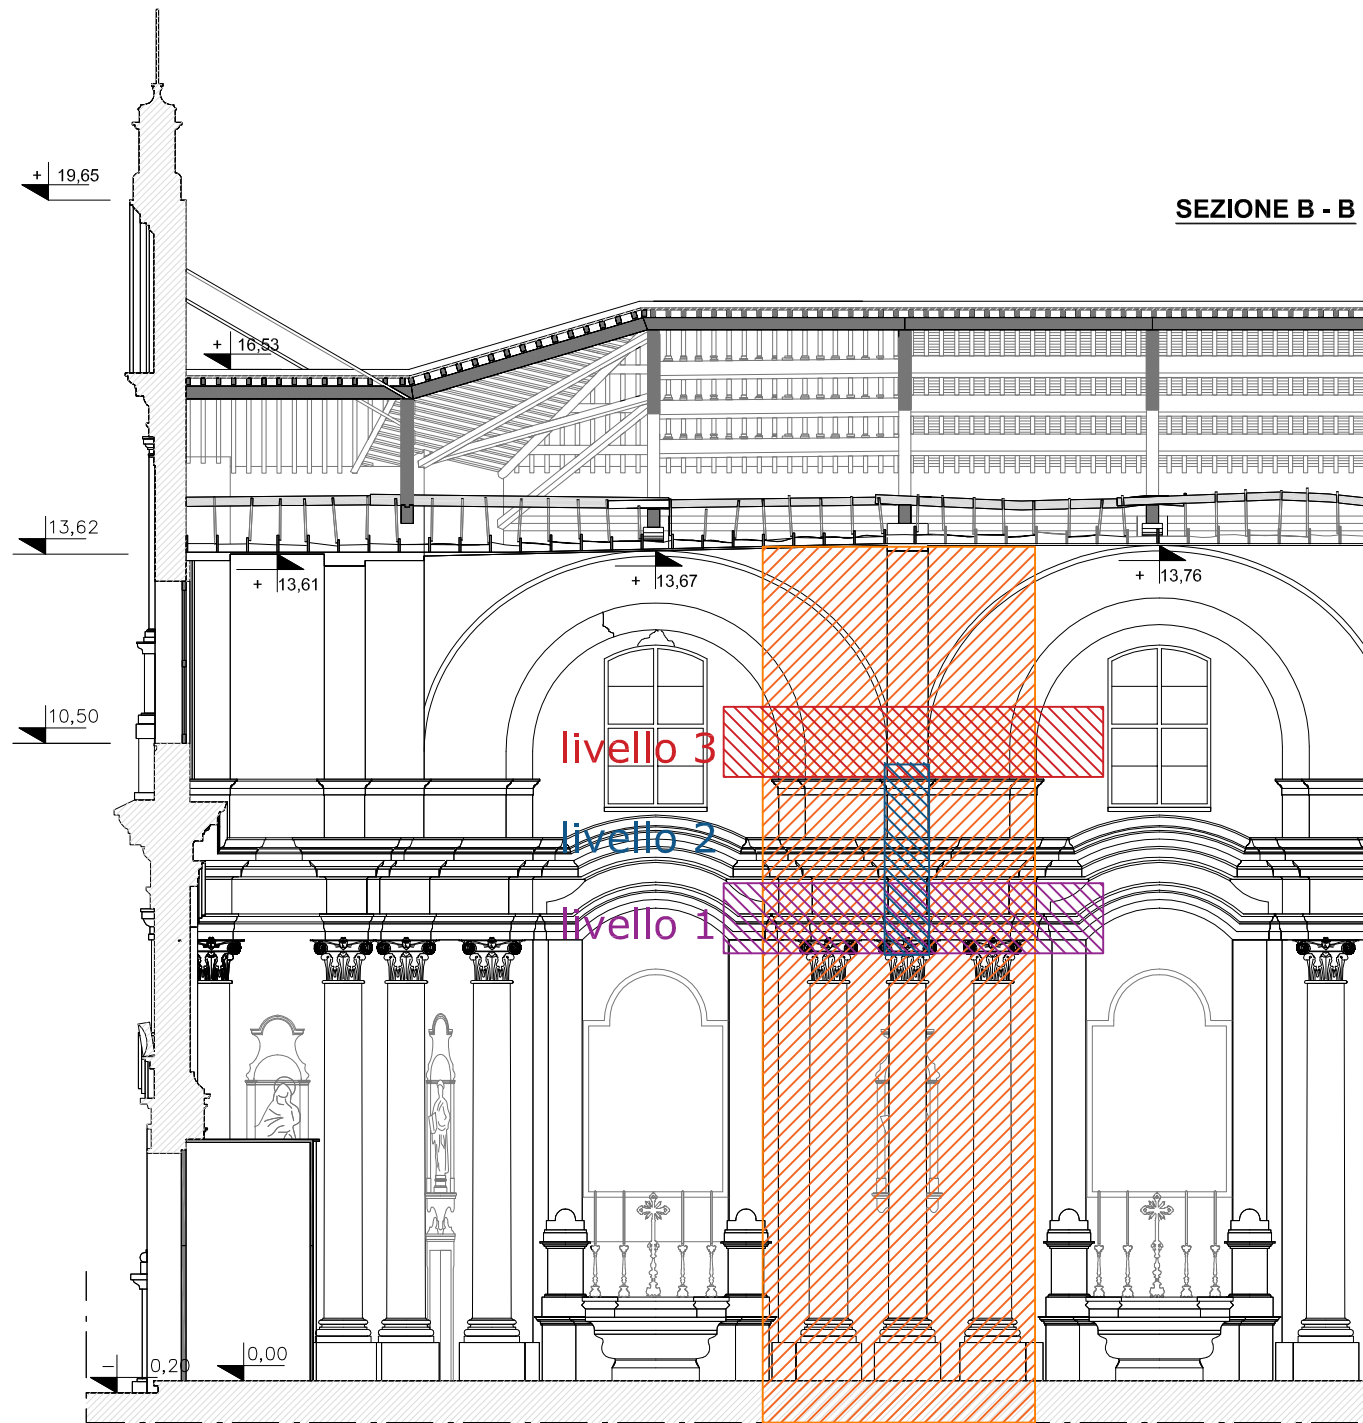 + 19,65
SEZIONE B - B
+ 16,53
13,62
+ 13,61
+ 13,67
+ 13,76
10,50
livello 3
livello 2
livello 1
0,00
− 0,20